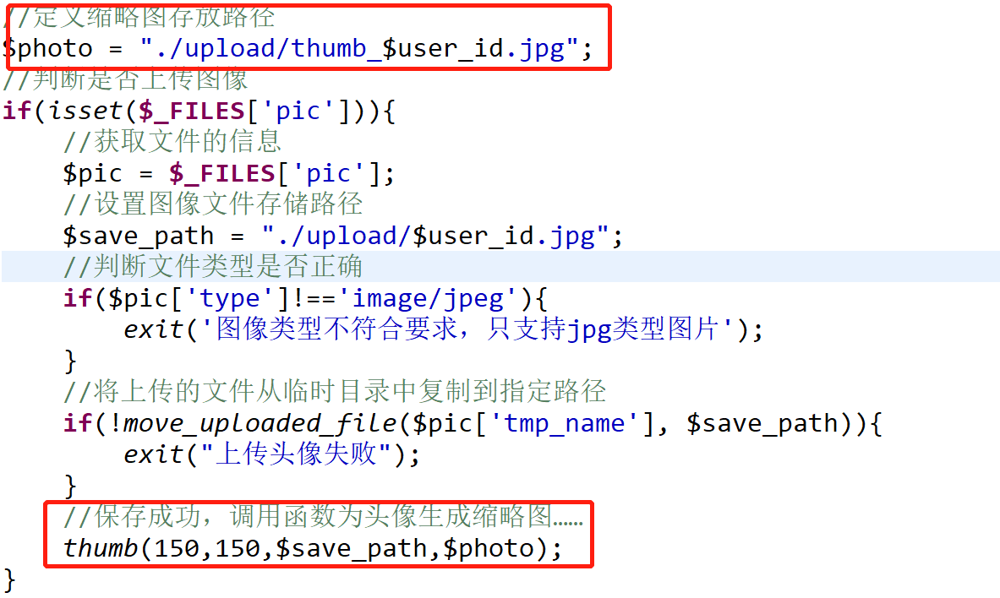 //定义缩略图存放路径
$photo = "./upload/thumb_$user_id.jpg";
//判断是否上传图像
if(isset($_FILES['pic'])){
    //获取文件的信息
    $pic = $_FILES['pic'];
    //设置图像文件存储路径
    $save_path = "./upload/$user_id.jpg";
    //判断文件类型是否正确
    if($pic['type']!=='image/jpeg'){
        exit('图像类型不符合要求，只支持jpg类型图片');
    }
    //将上传的文件从临时目录中复制到指定路径
    if(!move_uploaded_file($pic['tmp_name'], $save_path)){
        exit("上传头像失败");
    }
    //保存成功，调用函数为头像生成缩略图……
    thumb(150,150,$save_path,$photo);
}